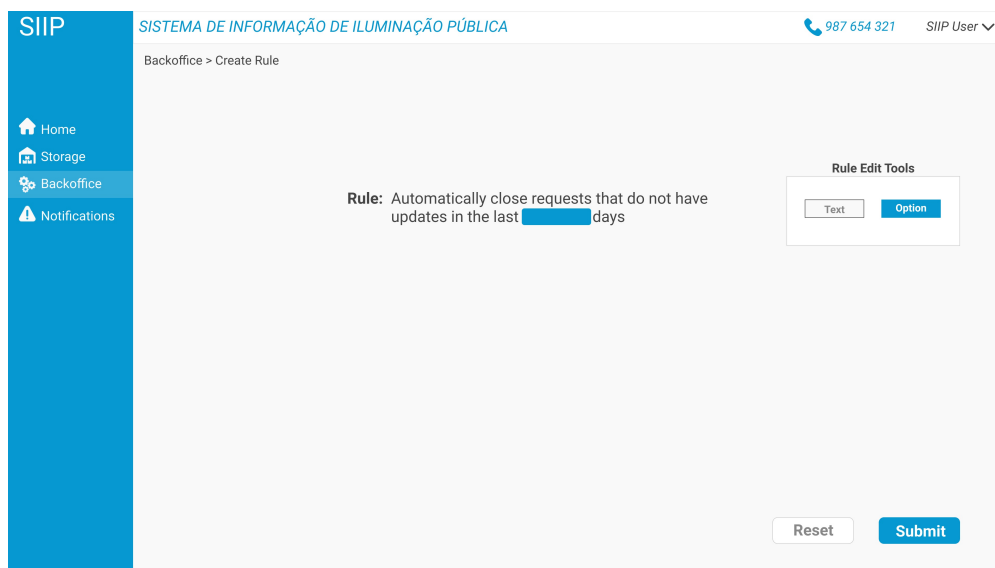 SIIP
SISTEMA DE INFORMAÇÃO DE ILUMINAÇÃO PÚBLICA
987 654 321
SIIP User
Backoffice > Create Rule
Home
Storage
Backoffice
Notifications
Rule: Automatically close requests that do not have
updates in the last days
Rule Edit Tools
Text
Option
Reset
Submit